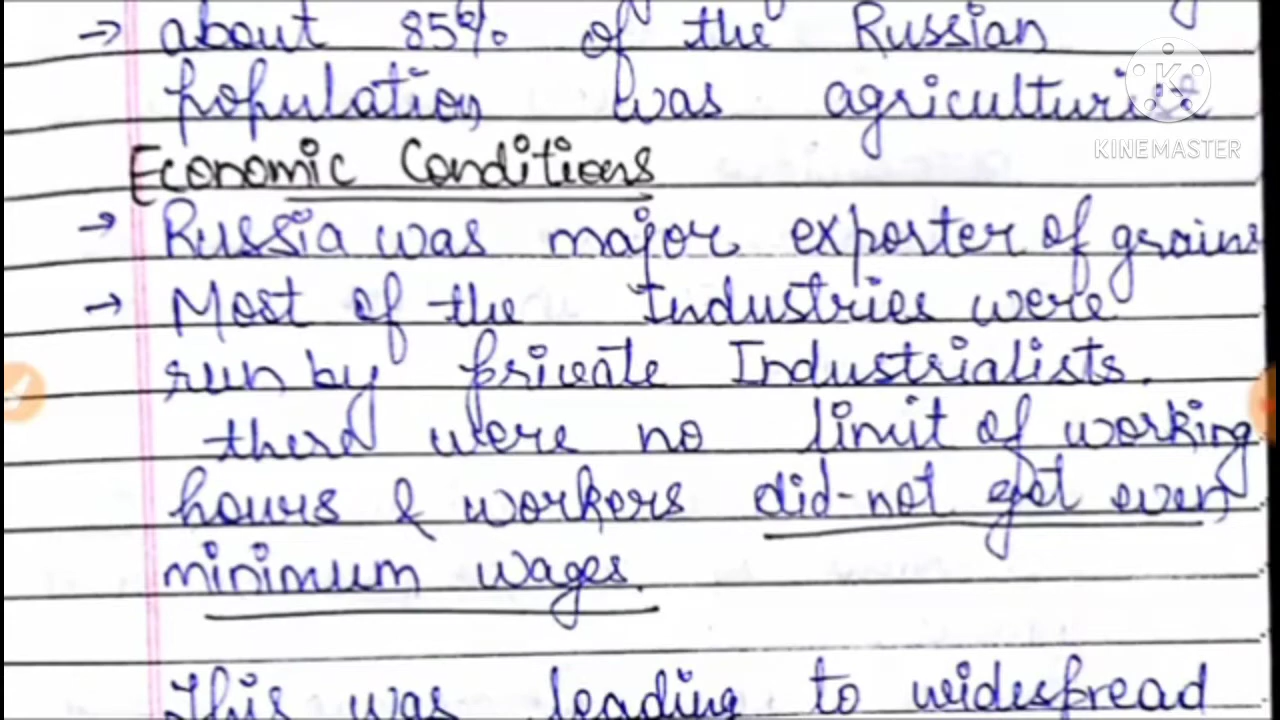 → about 85% of the Russian
population was agriculturist
KINEMASTER
Economic Conditions
→ Russia was major exporter of grains
→ Most of the Industries were
run by private Industrialists.
there were no limit of working
hours & workers did-not get even
minimum wages.
This was leading to widespread